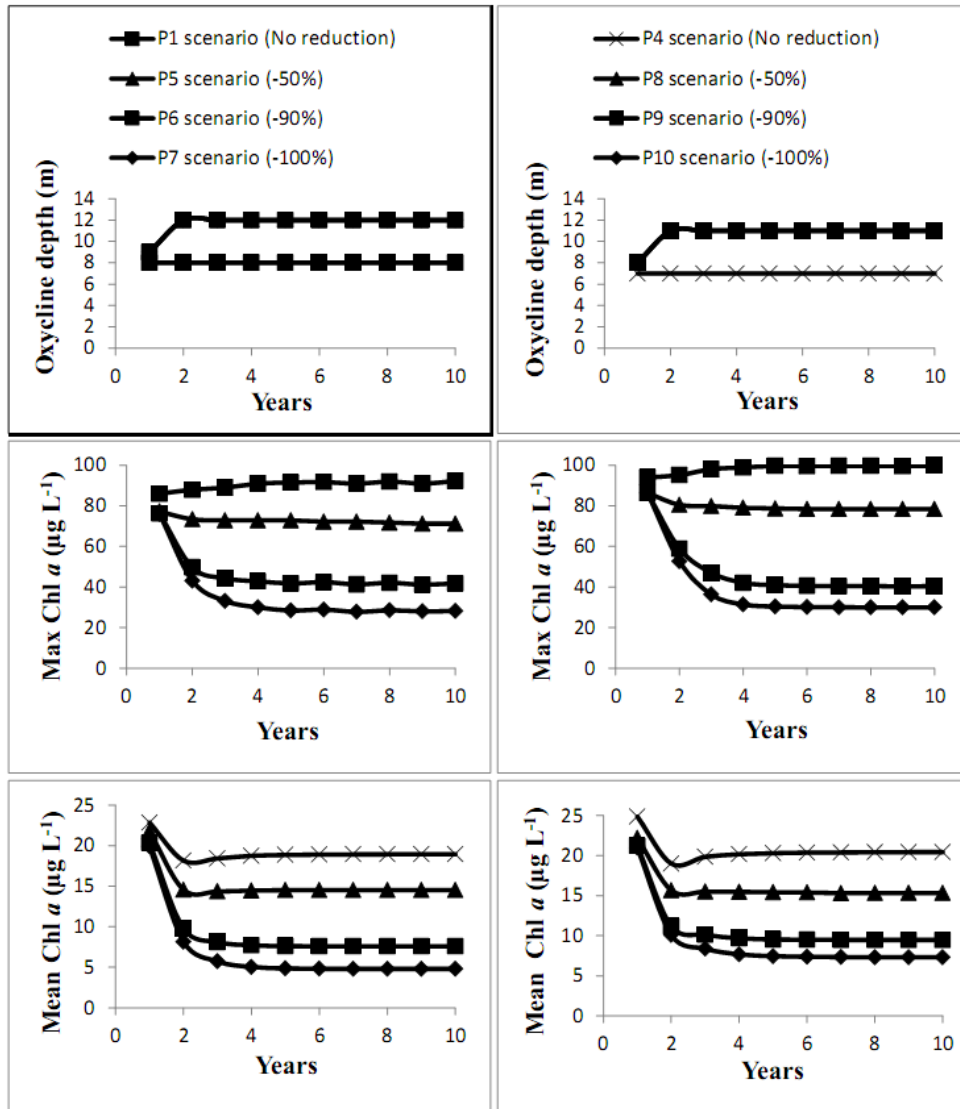 P1 scenario (No reduction)
P5 scenario (-50%)
P6 scenario (-90%)
P7 scenario (-100%)
Oxycline depth (m)
14
12
10
8
6
4
2
0
0 2 4 6 8 10
Years
P4 scenario (No reduction)
P8 scenario (-50%)
P9 scenario (-90%)
P10 scenario (-100%)
Oxycline depth (m)
14
12
10
8
6
4
2
0
0 2 4 6 8 10
Years
Max Chl a (µg L-1)
100
80
60
40
20
0
0 2 4 6 8 10
Years
Max Chl a (µg L-1)
100
80
60
40
20
0
0 2 4 6 8 10
Years
Mean Chl a (µg L-1)
25
20
15
10
5
0
0 2 4 6 8 10
Years
Mean Chl a (µg L-1)
25
20
15
10
5
0
0 2 4 6 8 10
Years